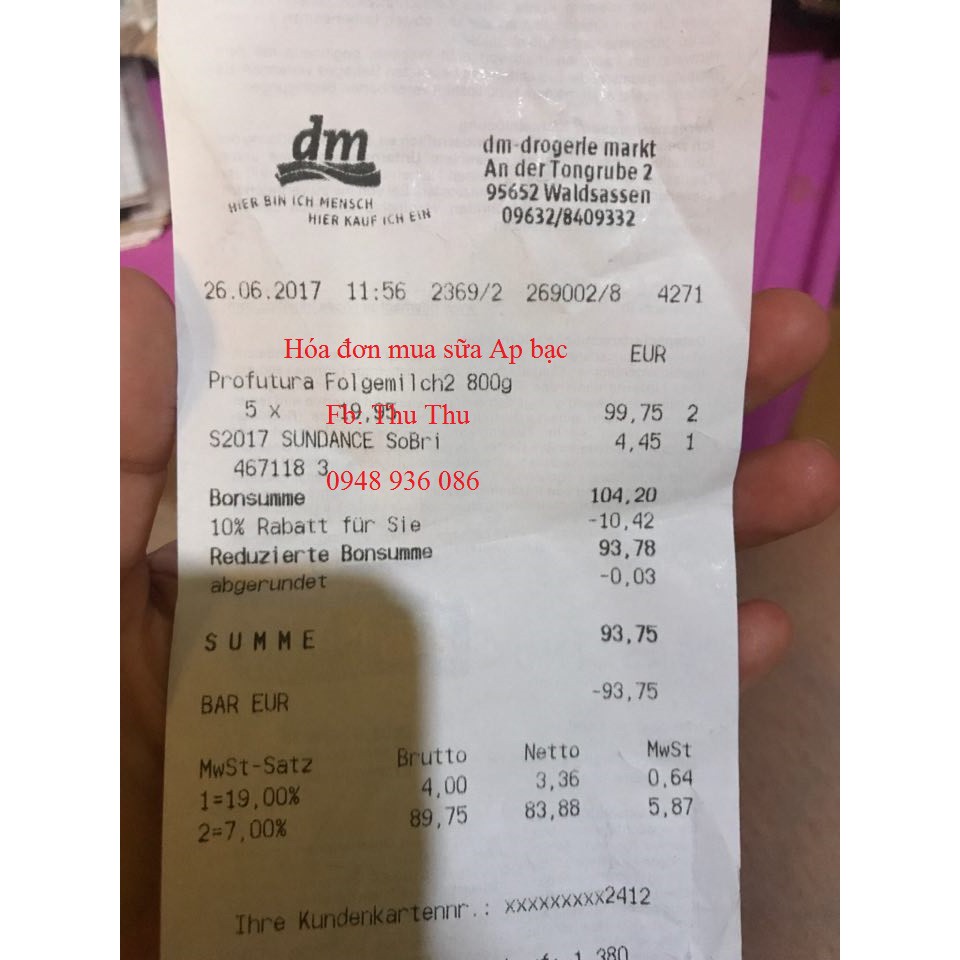 dm
HIER BIN ICH MENSCH
HIER KAUF ICH EIN
dm-drogerie markt
An der Tongrube 2
95652 Waldsassen
09632/8409332
26.06.2017 11:56 2369/2 269002/8 4271
Hóa đơn mua sữa Ap bạc
EUR
Profutura Folgemilch2 800g
5 x 19,95 99,75 2
Fb: Thu Thu
S2017 SUNDANCE SoBri 4,45 1
467118 3
0948 936 086
Bonsumme 104,20
10% Rabatt für Sie -10,42
Reduzierte Bonsumme 93,78
abgerundet -0,03
SUMME 93,75
BAR EUR -93,75
MwSt-Satz Brutto Netto MwSt
1=19,00% 4,00 3,36 0,64
2=7,00% 89,75 83,88 5,87
Ihre Kundenkartennr.: xxxxxxxxx2412
1.380